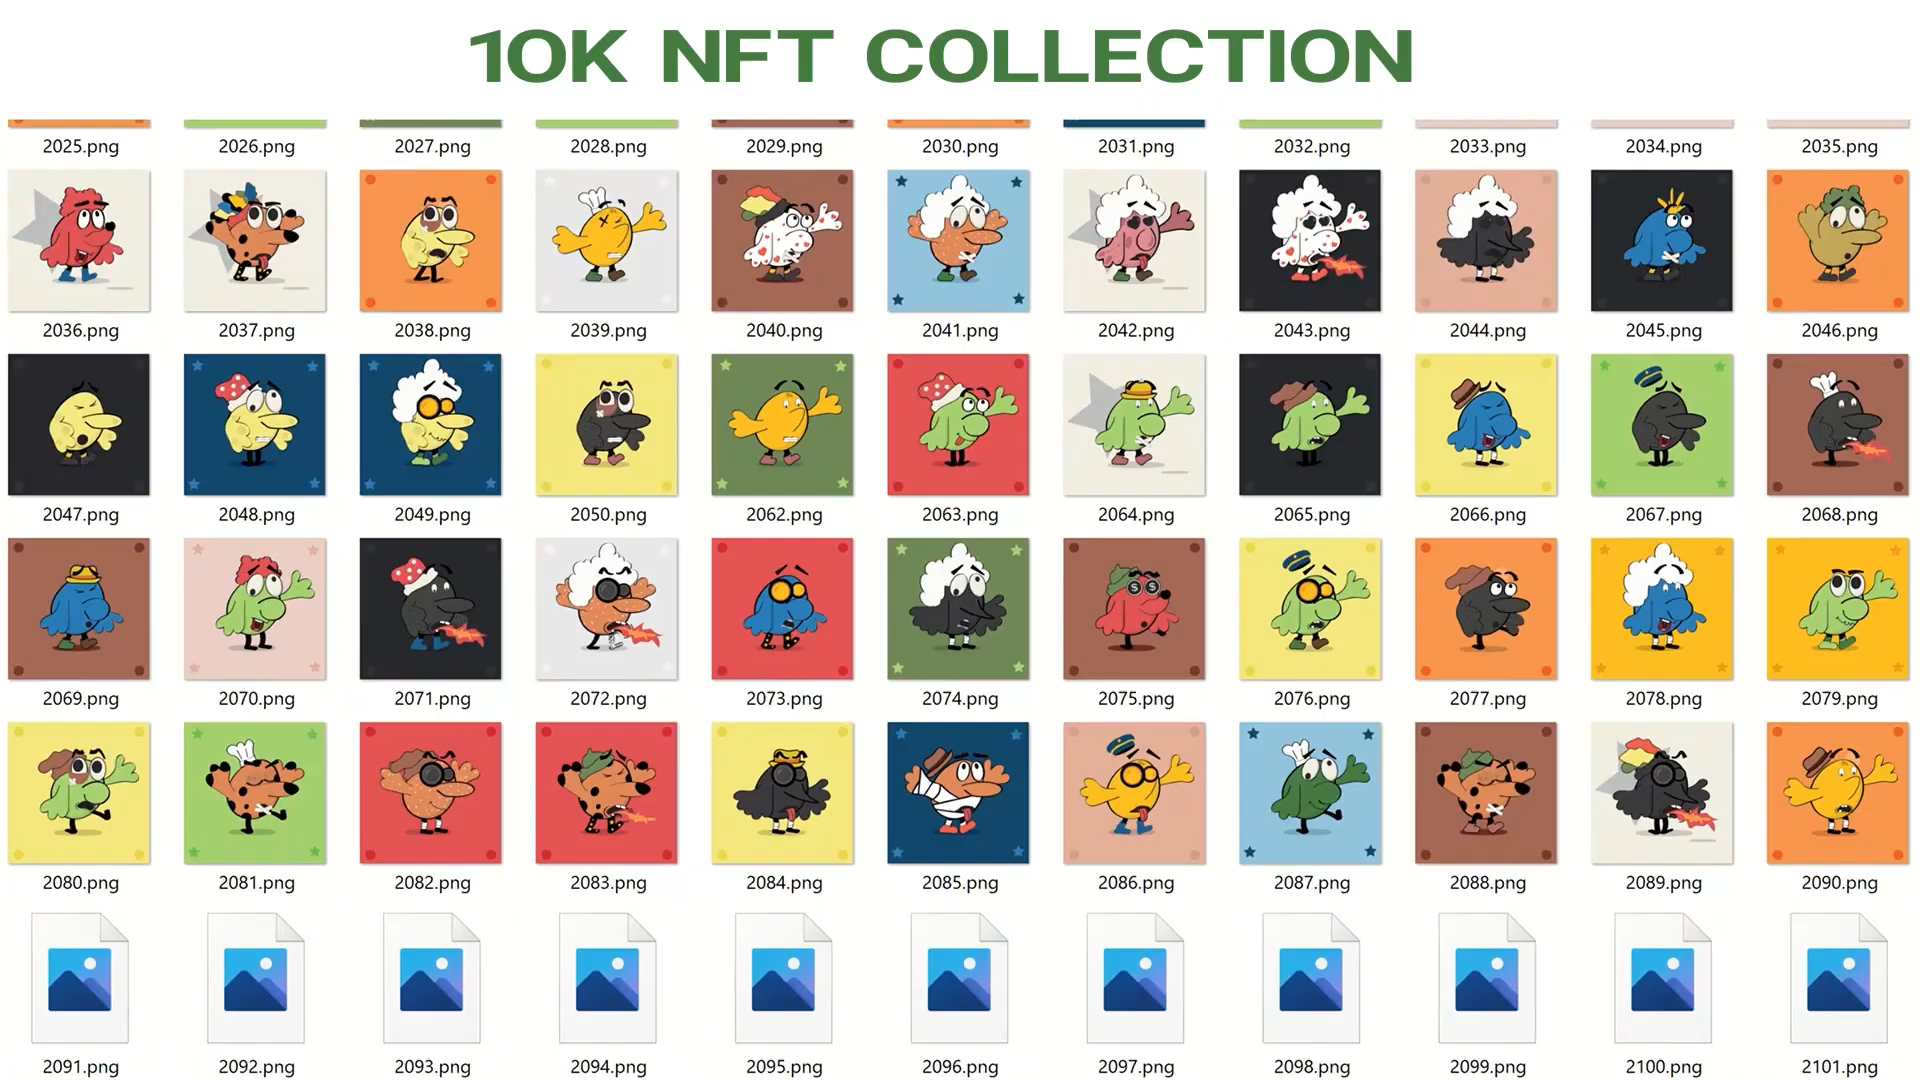 10K NFT COLLECTION
2025.png 2026.png 2027.png 2028.png 2029.png 2030.png 2031.png 2032.png 2033.png 2034.png 2035.png
2036.png 2037.png 2038.png 2039.png 2040.png 2041.png 2042.png 2043.png 2044.png 2045.png 2046.png
2047.png 2048.png 2049.png 2050.png 2062.png 2063.png 2064.png 2065.png 2066.png 2067.png 2068.png
2069.png 2070.png 2071.png 2072.png 2073.png 2074.png 2075.png 2076.png 2077.png 2078.png 2079.png
2080.png 2081.png 2082.png 2083.png 2084.png 2085.png 2086.png 2087.png 2088.png 2089.png 2090.png
2091.png 2092.png 2093.png 2094.png 2095.png 2096.png 2097.png 2098.png 2099.png 2100.png 2101.png